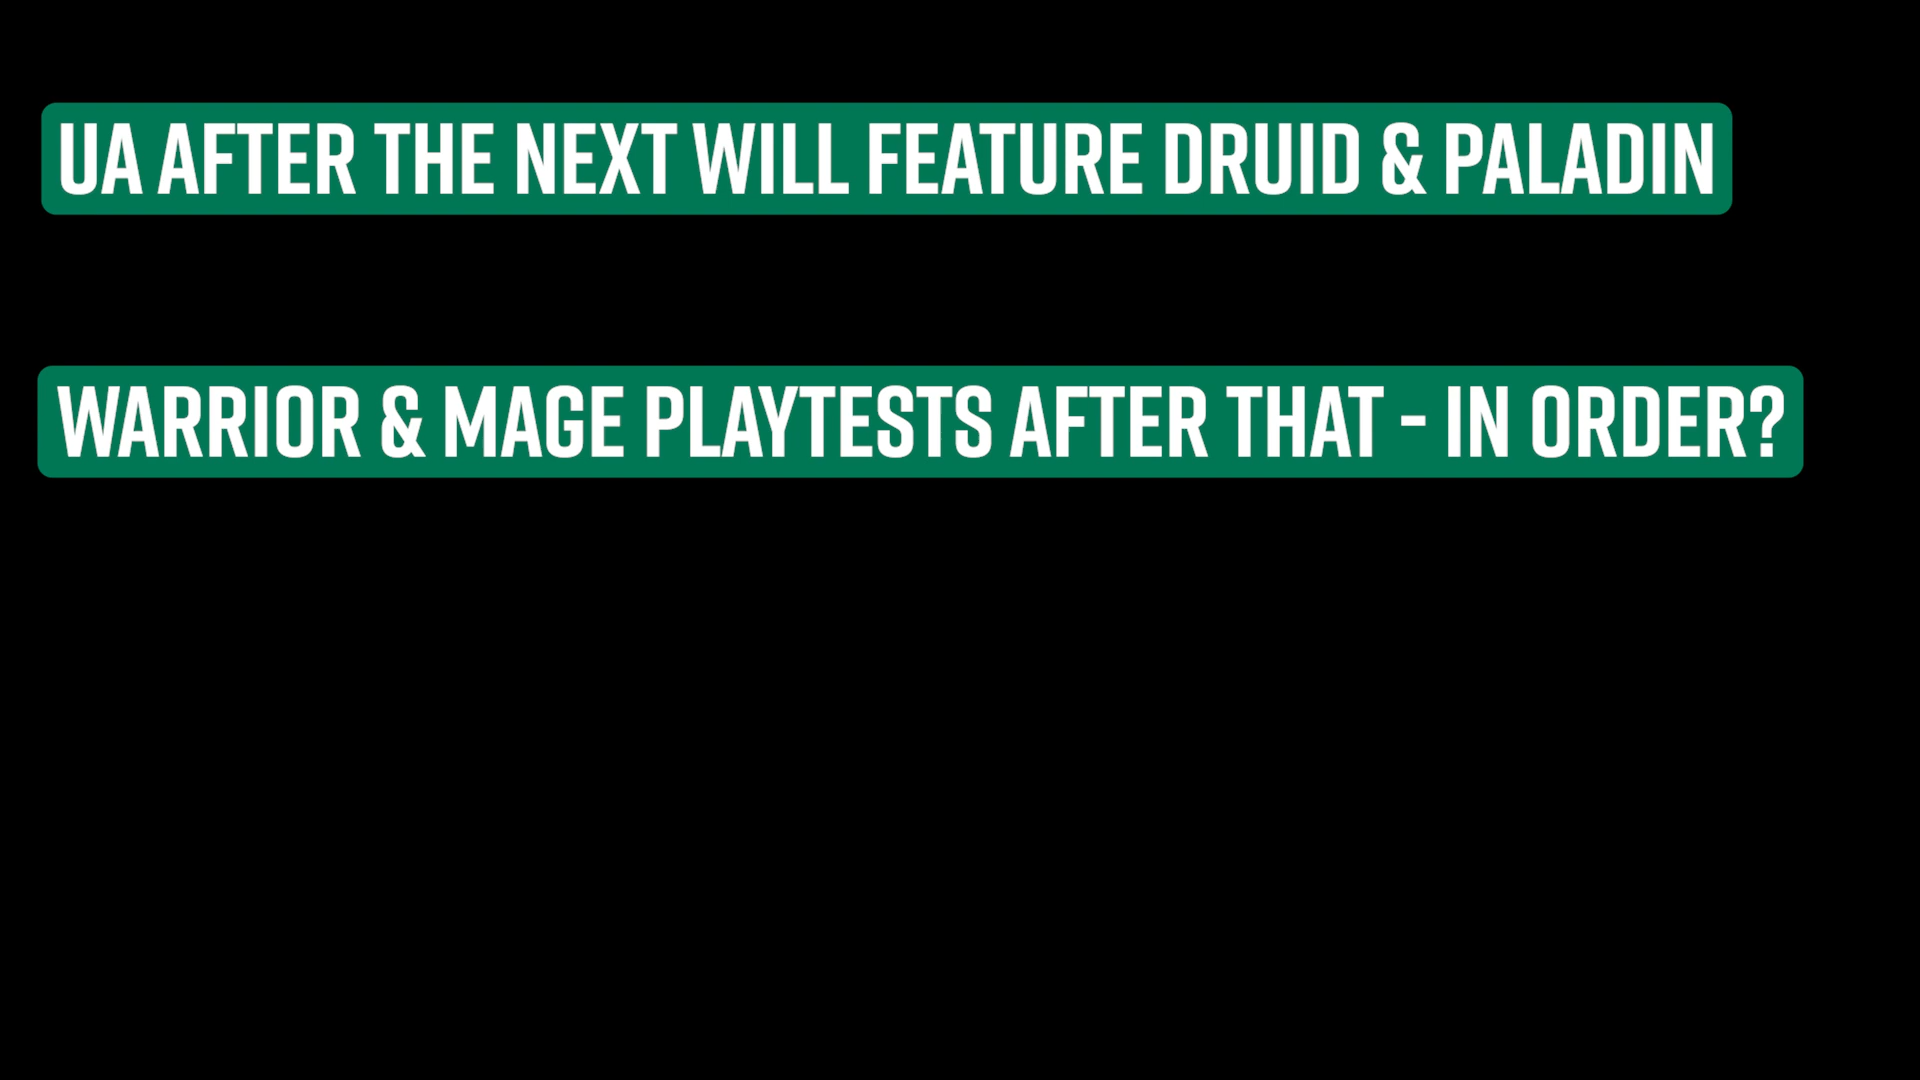 UA AFTER THE NEXT WILL FEATURE DRUID & PALADIN
WARRIOR & MAGE PLAYTESTS AFTER THAT - IN ORDER?